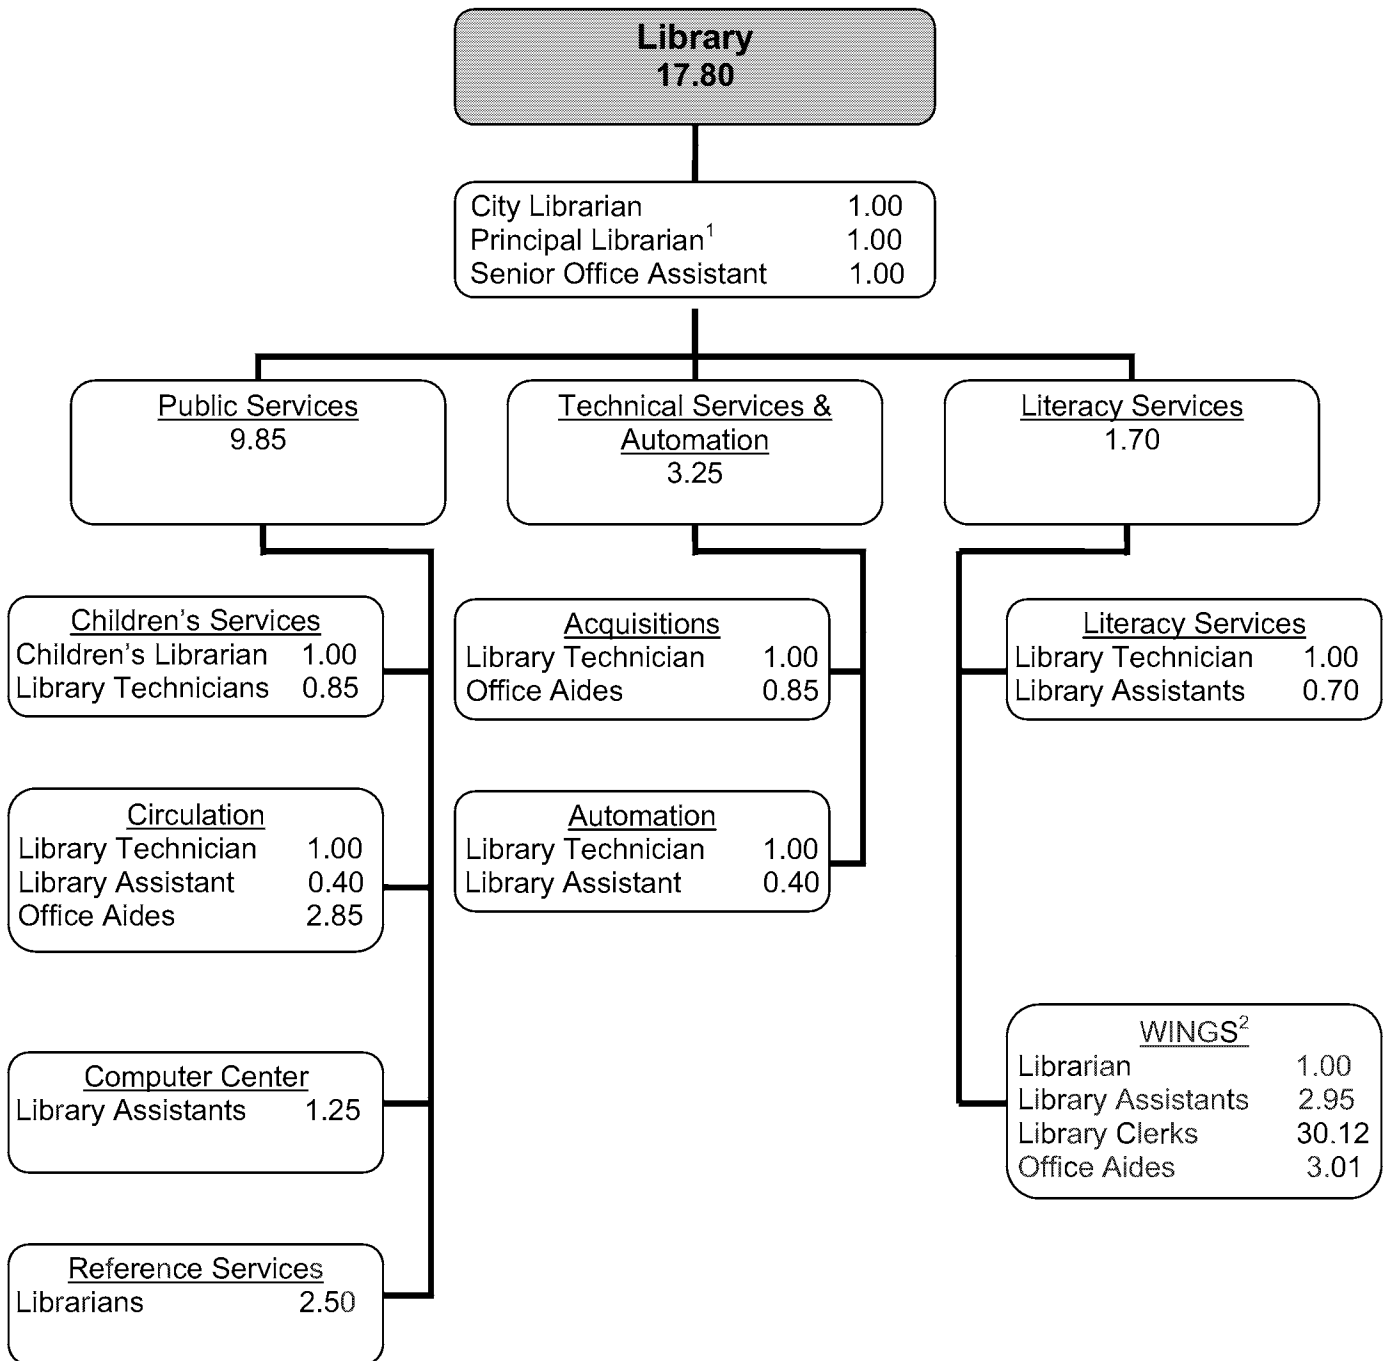 Library
17.80
City Librarian 1.00
Principal Librarian¹ 1.00
Senior Office Assistant 1.00
Public Services
9.85
Technical Services &
Automation
3.25
Literacy Services
1.70
Children's Services
Children's Librarian 1.00
Library Technicians 0.85
Circulation
Library Technician 1.00
Library Assistant 0.40
Office Aides 2.85
Computer Center
Library Assistants 1.25
Reference Services
Librarians 2.50
Acquisitions
Library Technician 1.00
Office Aides 0.85
Automation
Library Technician 1.00
Library Assistant 0.40
Literacy Services
Library Technician 1.00
Library Assistants 0.70
WINGS²
Librarian 1.00
Library Assistants 2.95
Library Clerks 30.12
Office Aides 3.01